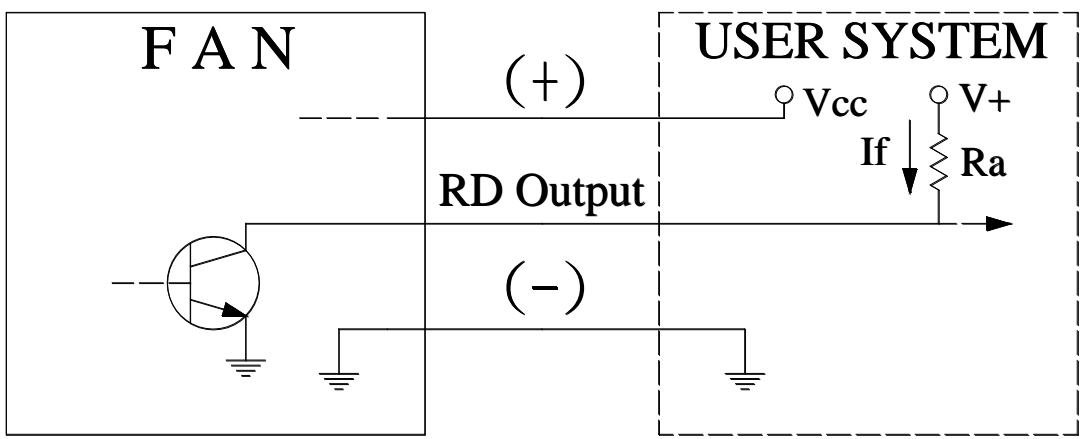 F A N
USER SYSTEM
(+)
Vcc
V+
If
Ra
RD Output
(-)